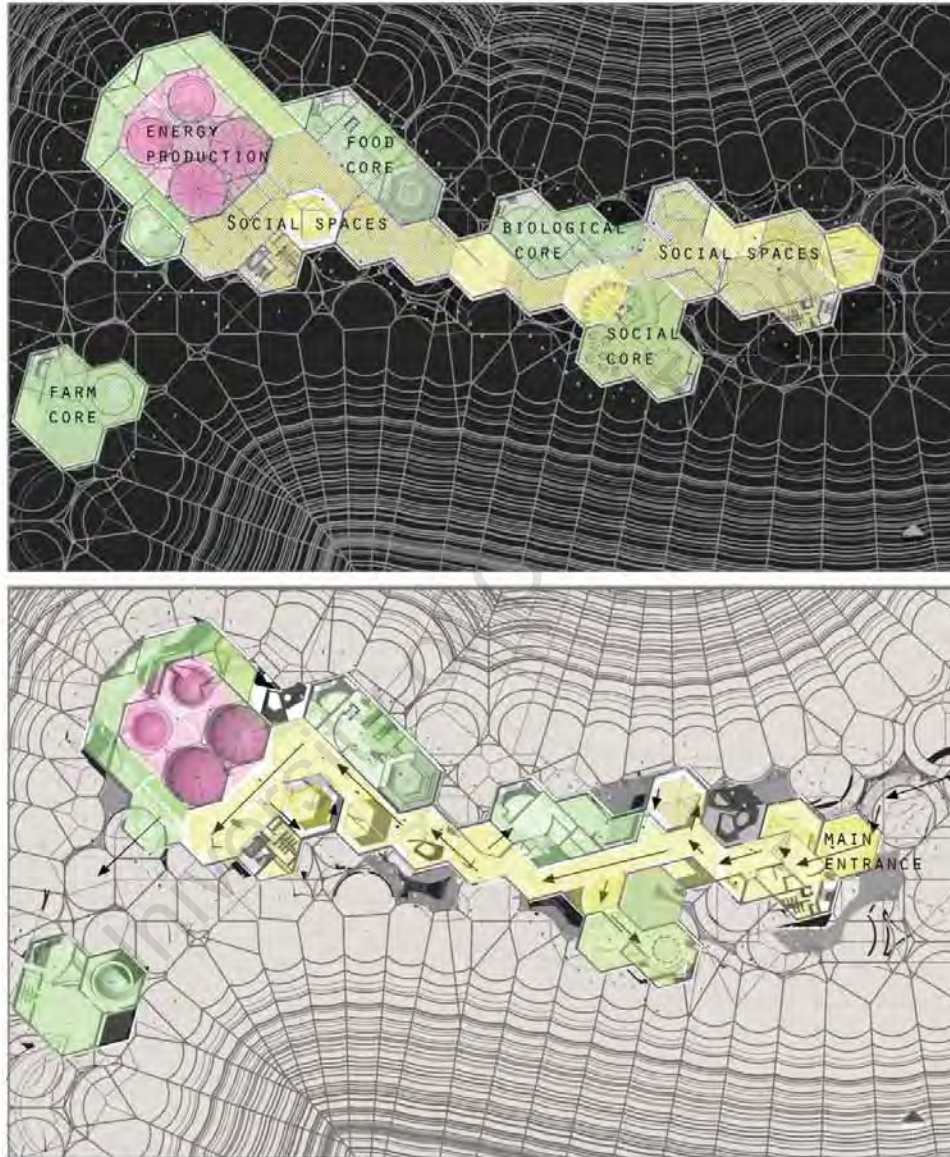 ENERGY
PRODUCTION
FOOD
CORE
SOCIAL SPACES
BIOLOGICAL
CORE
SOCIAL SPACES
SOCIAL
CORE
FARM
CORE
MAIN
ENTRANCE